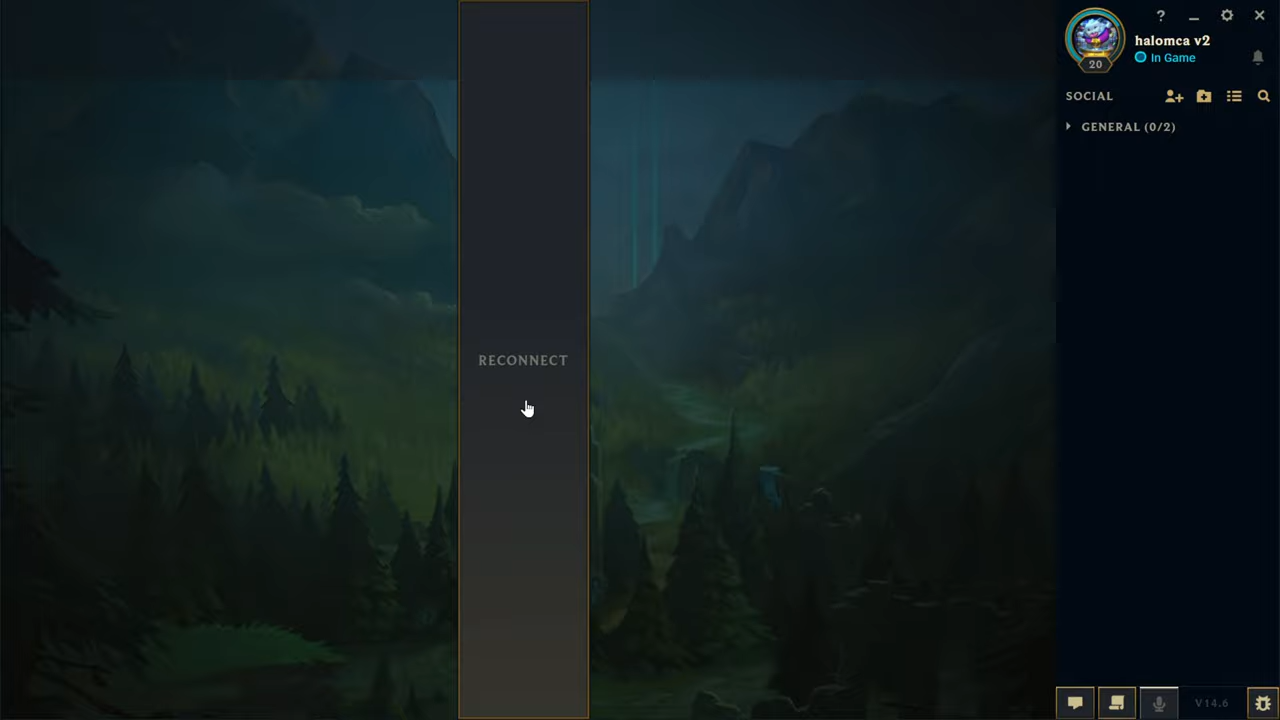 ?
halomca v2
20
In Game
SOCIAL
GENERAL (0/2)
RECONNECT
V14.6